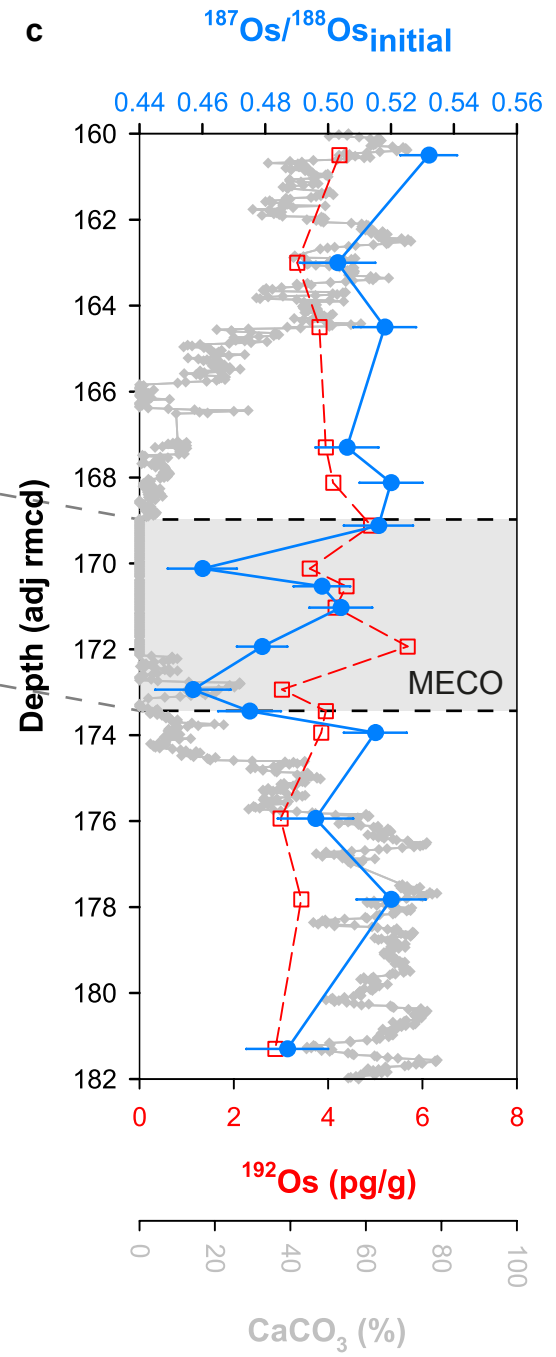 c
187Os/188Osinitial
0.44 0.46 0.48 0.50 0.52 0.54 0.56
160
162
164
166
168
170
172
174
176
178
180
182
Depth (adj rmcd)
MECO
0 2 4 6 8
192Os (pg/g)
0 20 40 60 80 100
CaCO3 (%)